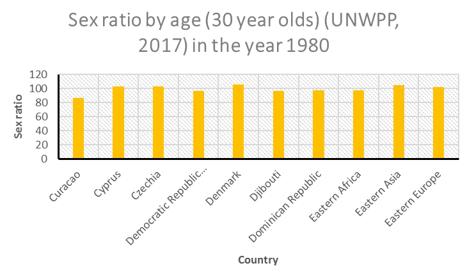 Sex ratio by age (30 year olds) (UNWPP,
2017) in the year 1980
120
100
80
60
40
20
0
Sex ratio
Curacao
Cyprus
Czechia
Democratic Republic...
Denmark
Djibouti
Dominican Republic
Eastern Africa
Eastern Asia
Eastern Europe
Country